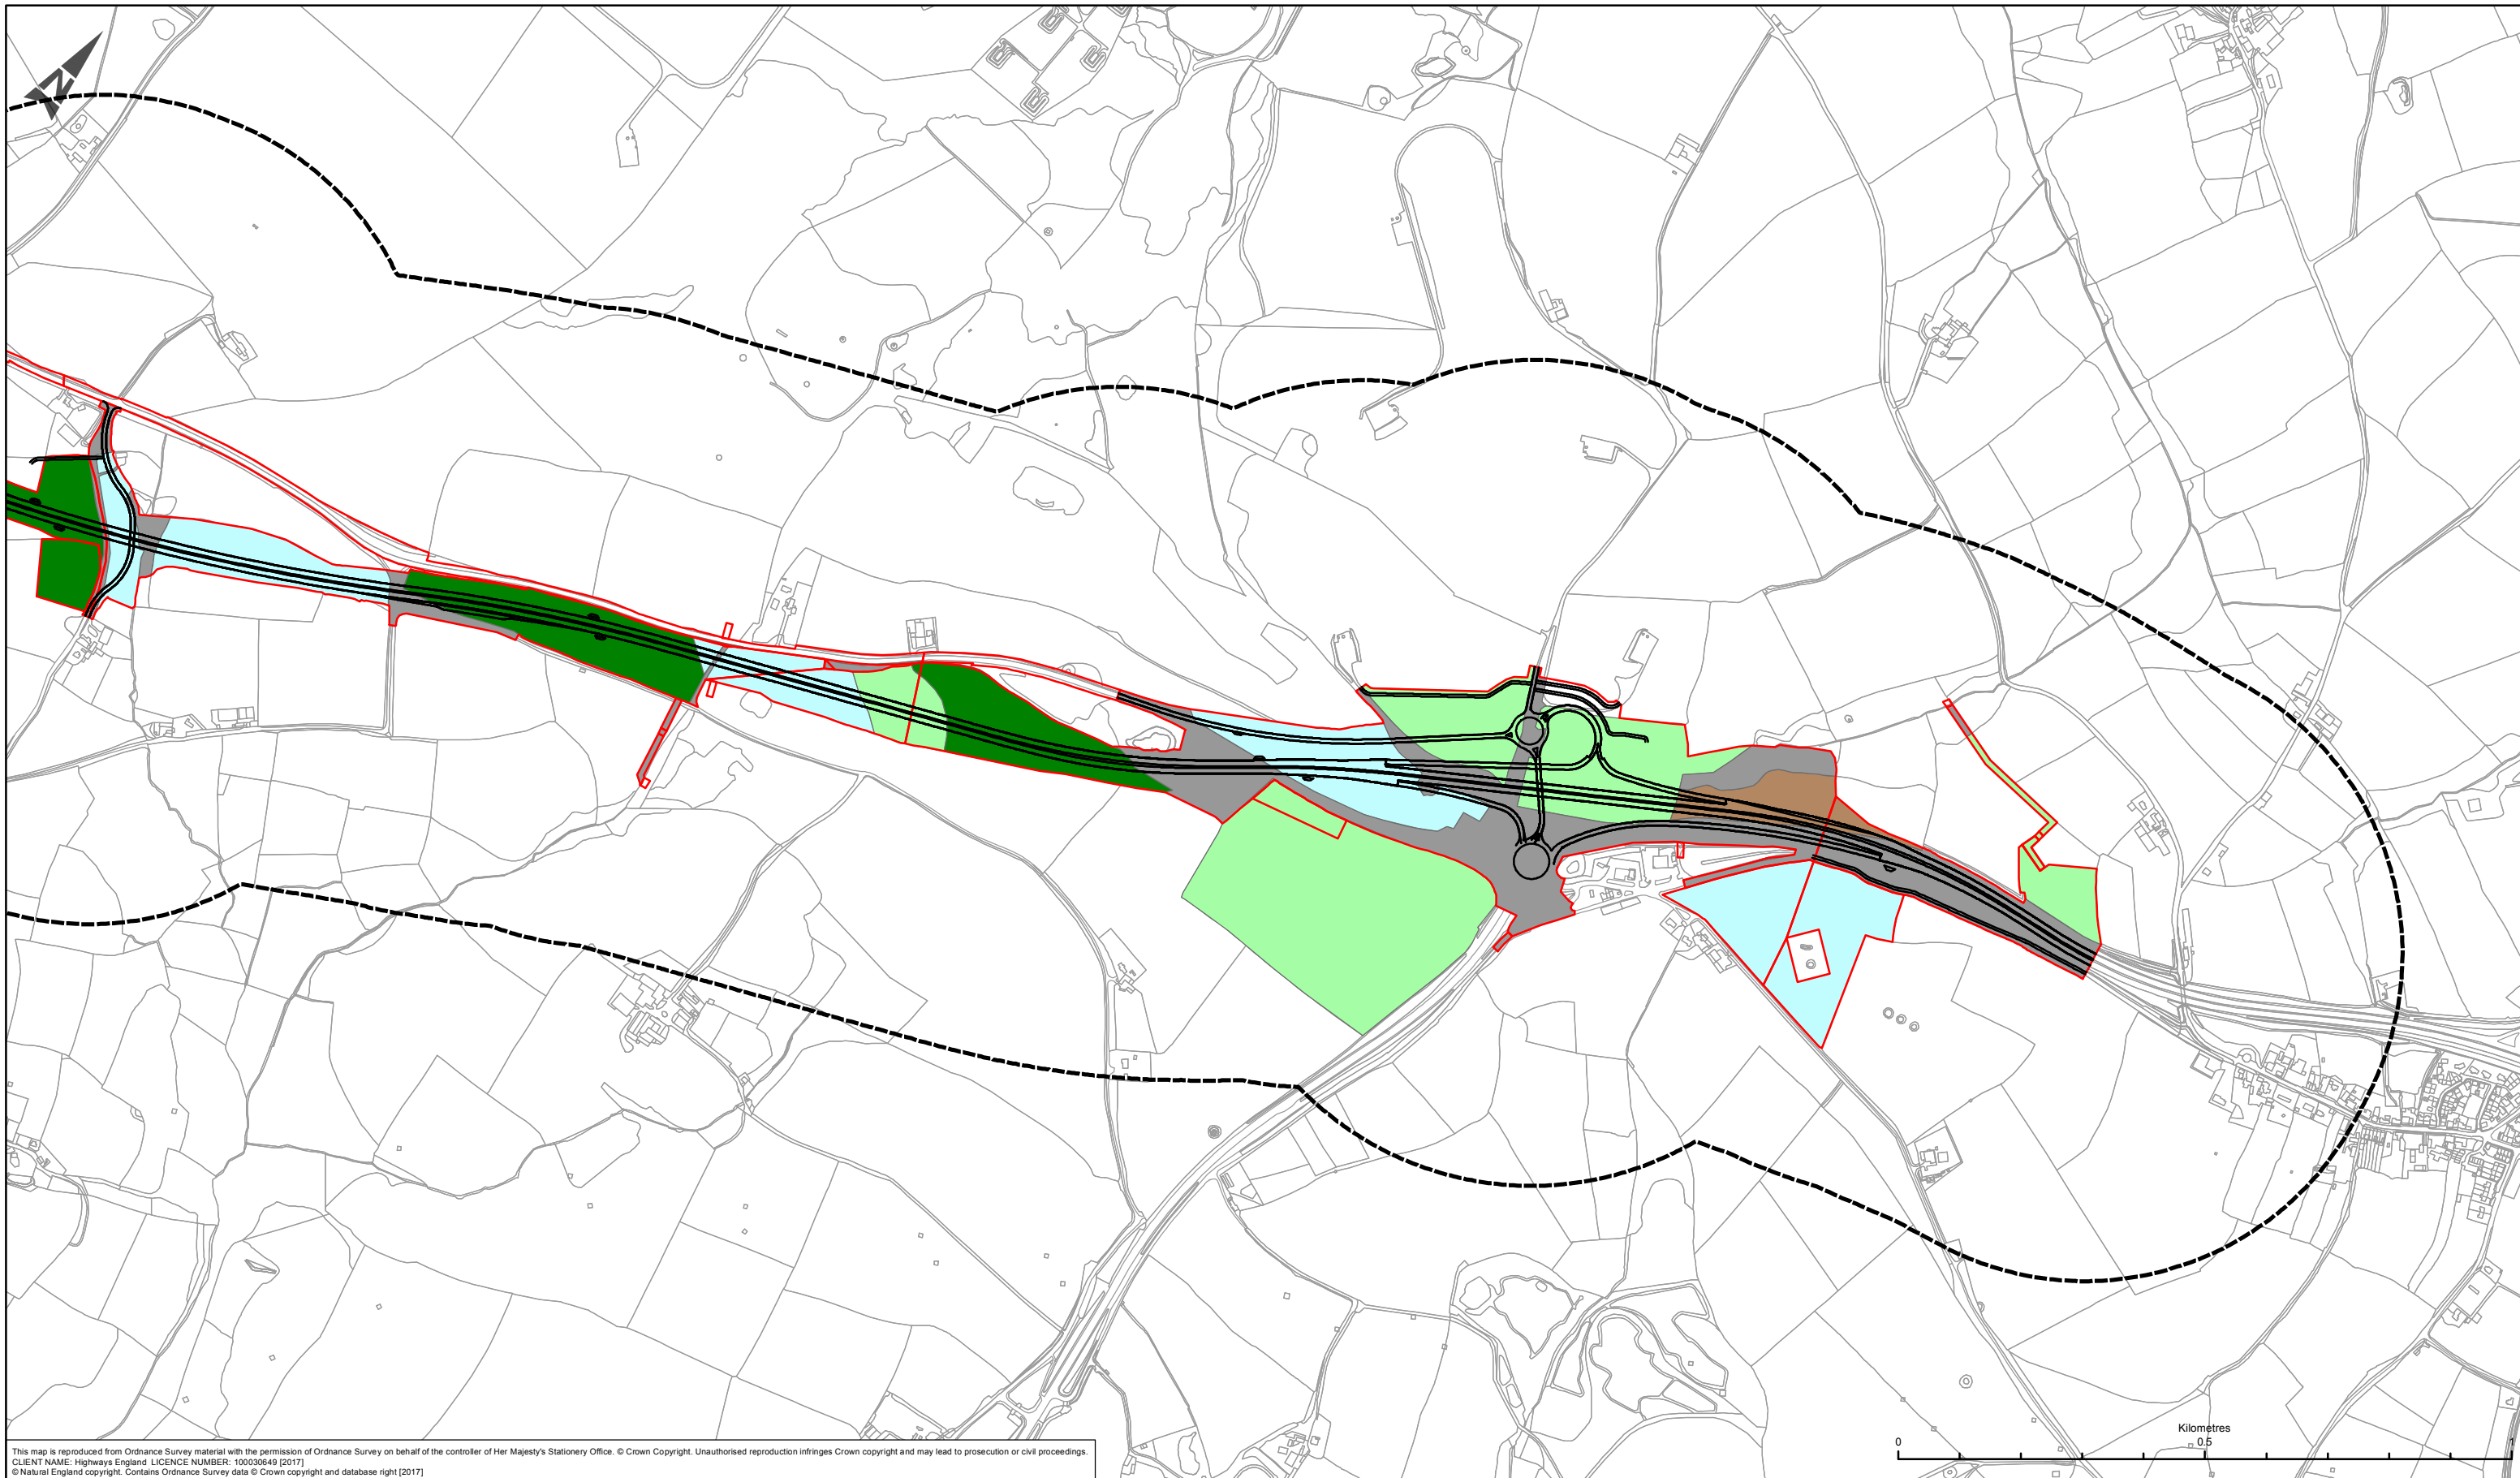 N
Kilometres
0 0.5 1
This map is reproduced from Ordnance Survey material with the permission of Ordnance Survey on behalf of the controller of Her Majesty's Stationery Office. © Crown Copyright. Unauthorised reproduction infringes Crown copyright and may lead to prosecution or civil proceedings.
CLIENT NAME: Highways England LICENCE NUMBER: 100030649 [2017]
© Natural England copyright. Contains Ordnance Survey data © Crown copyright and database right [2017]